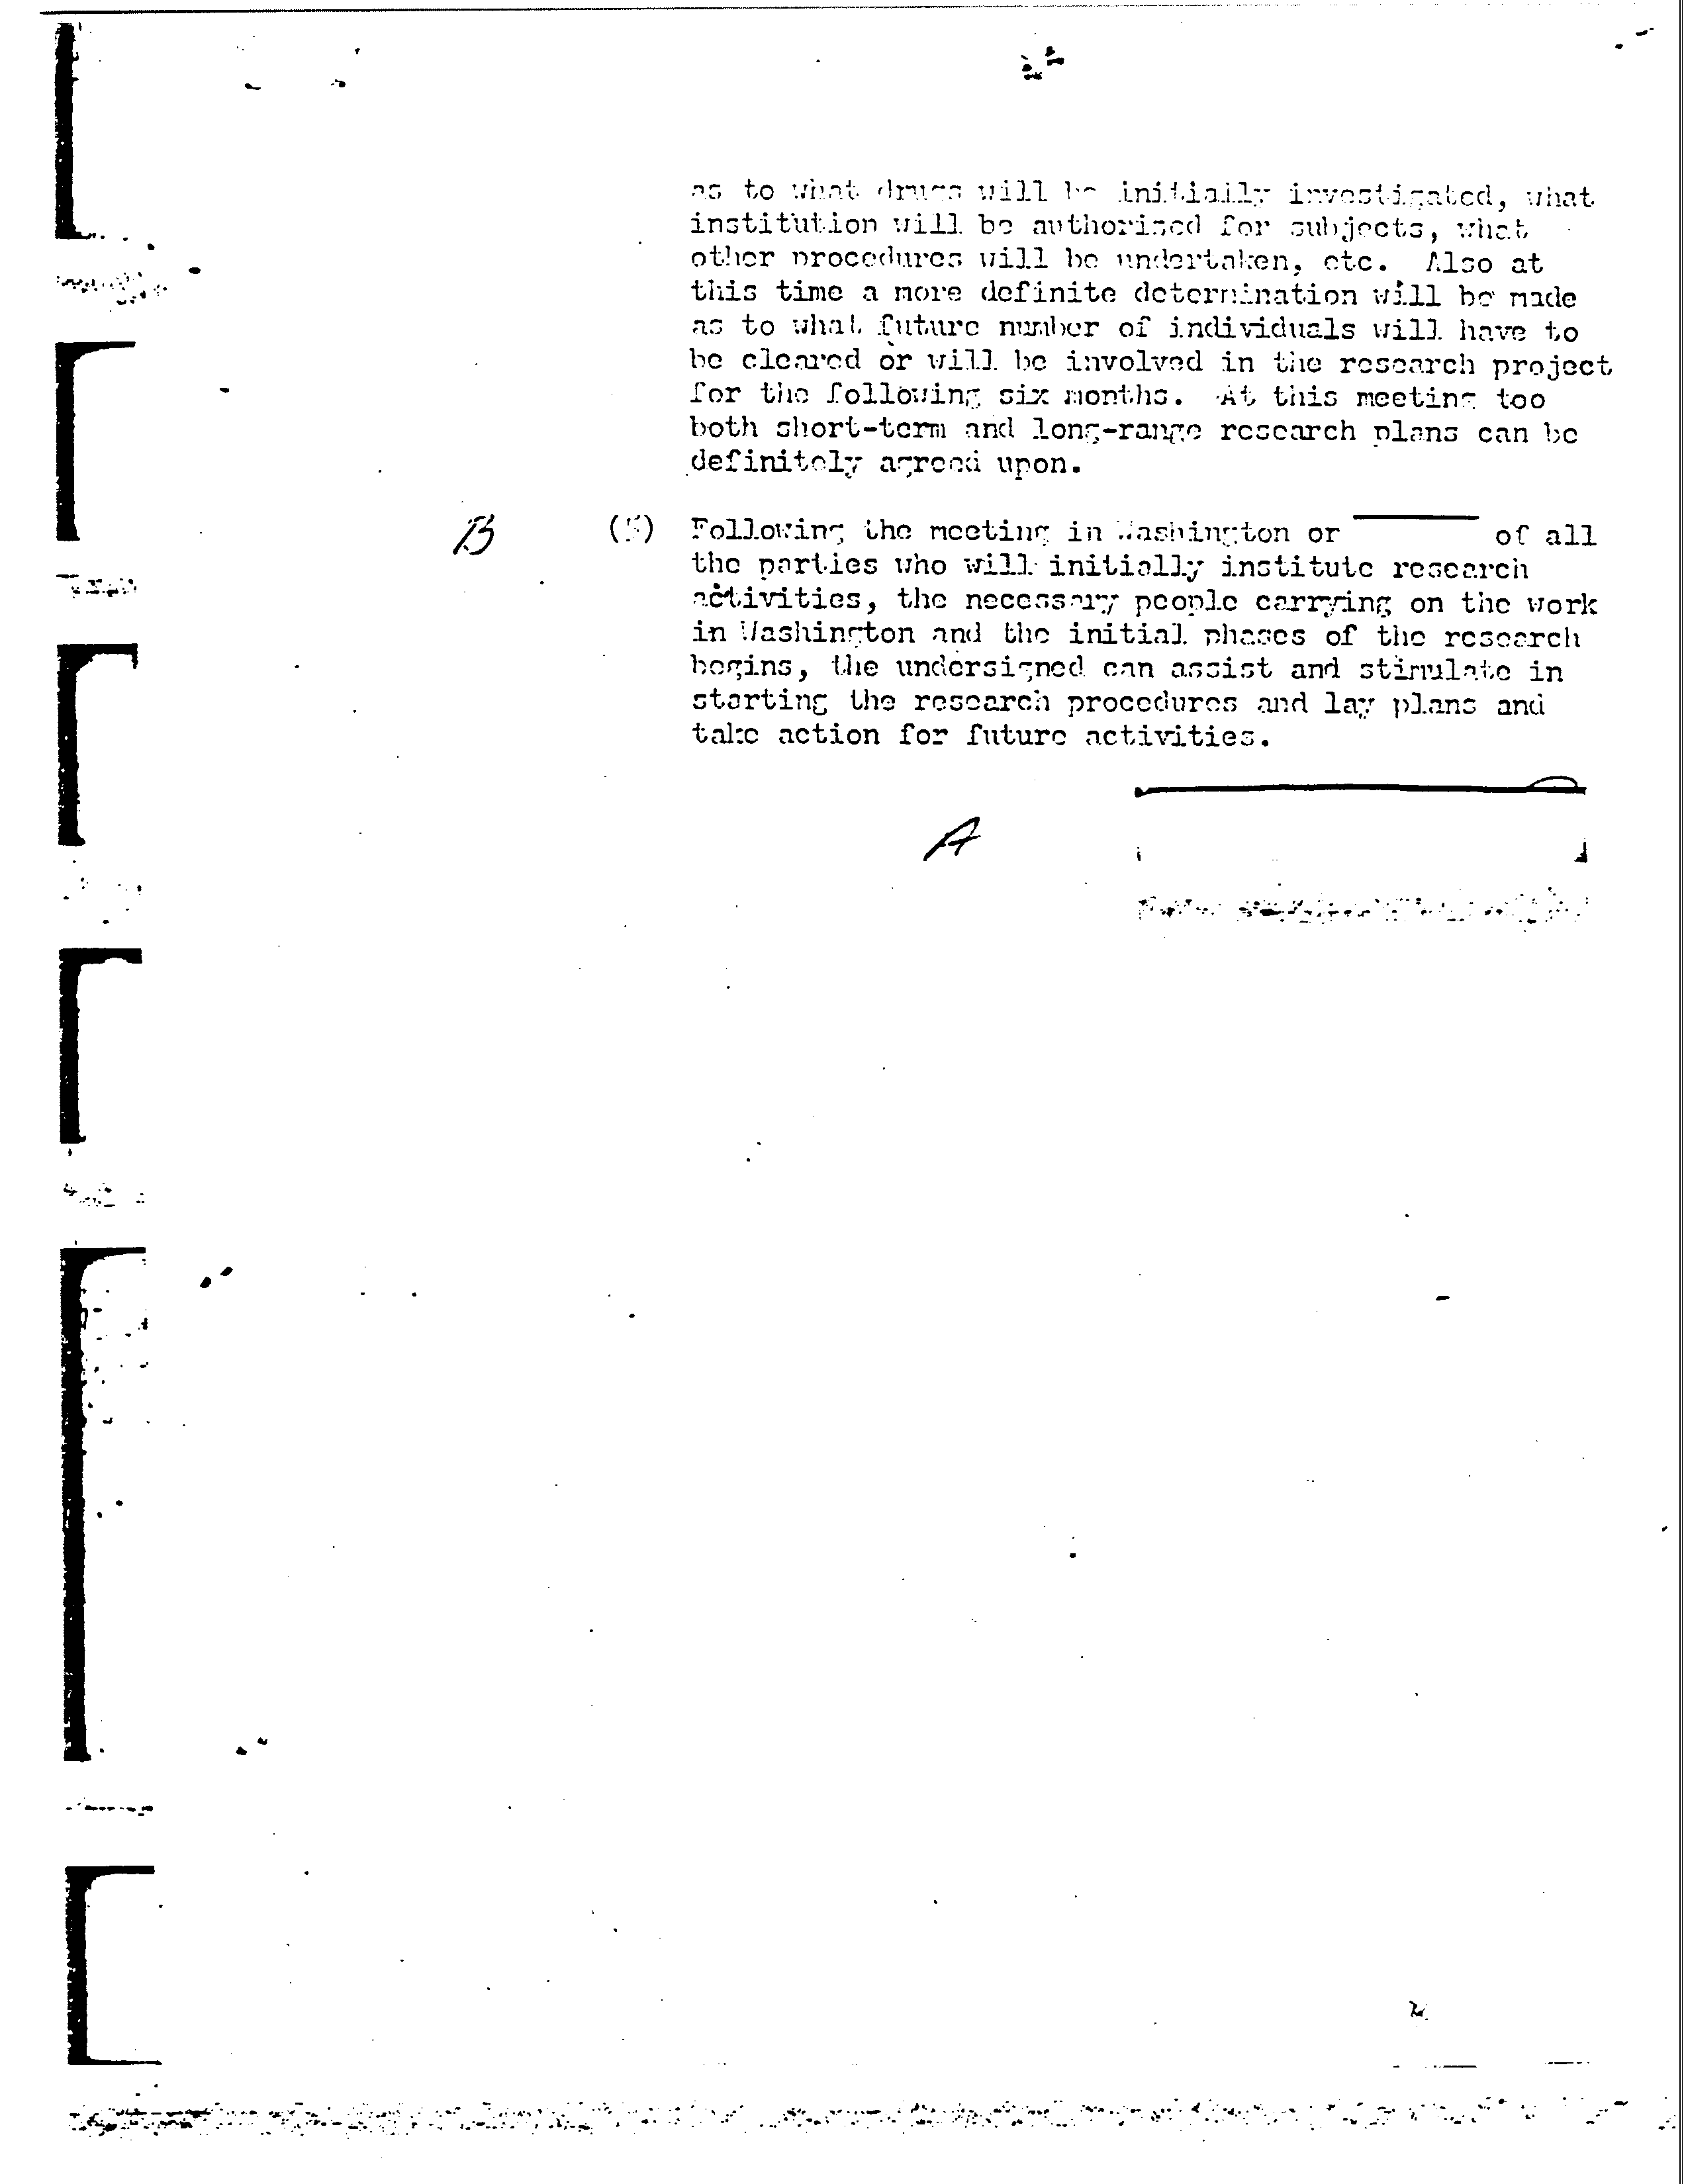 as to what drugs will be initially investigated, what
institution will be authorized for subjects, what
other procedures will be undertaken, etc. Also at
this time a more definite determination will be made
as to what future number of individuals will have to
be cleared or will be involved in the research project
for the following six months. At this meeting too
both short-term and long-range research plans can be
definitely agreed upon.
B (5) Following the meeting in Washington or of all
the parties who will initially institute research
activities, the necessary people carrying on the work
in Washington and the initial phases of the research
begins, the undersigned can assist and stimulate in
starting the research procedures and lay plans and
take action for future activities.
A